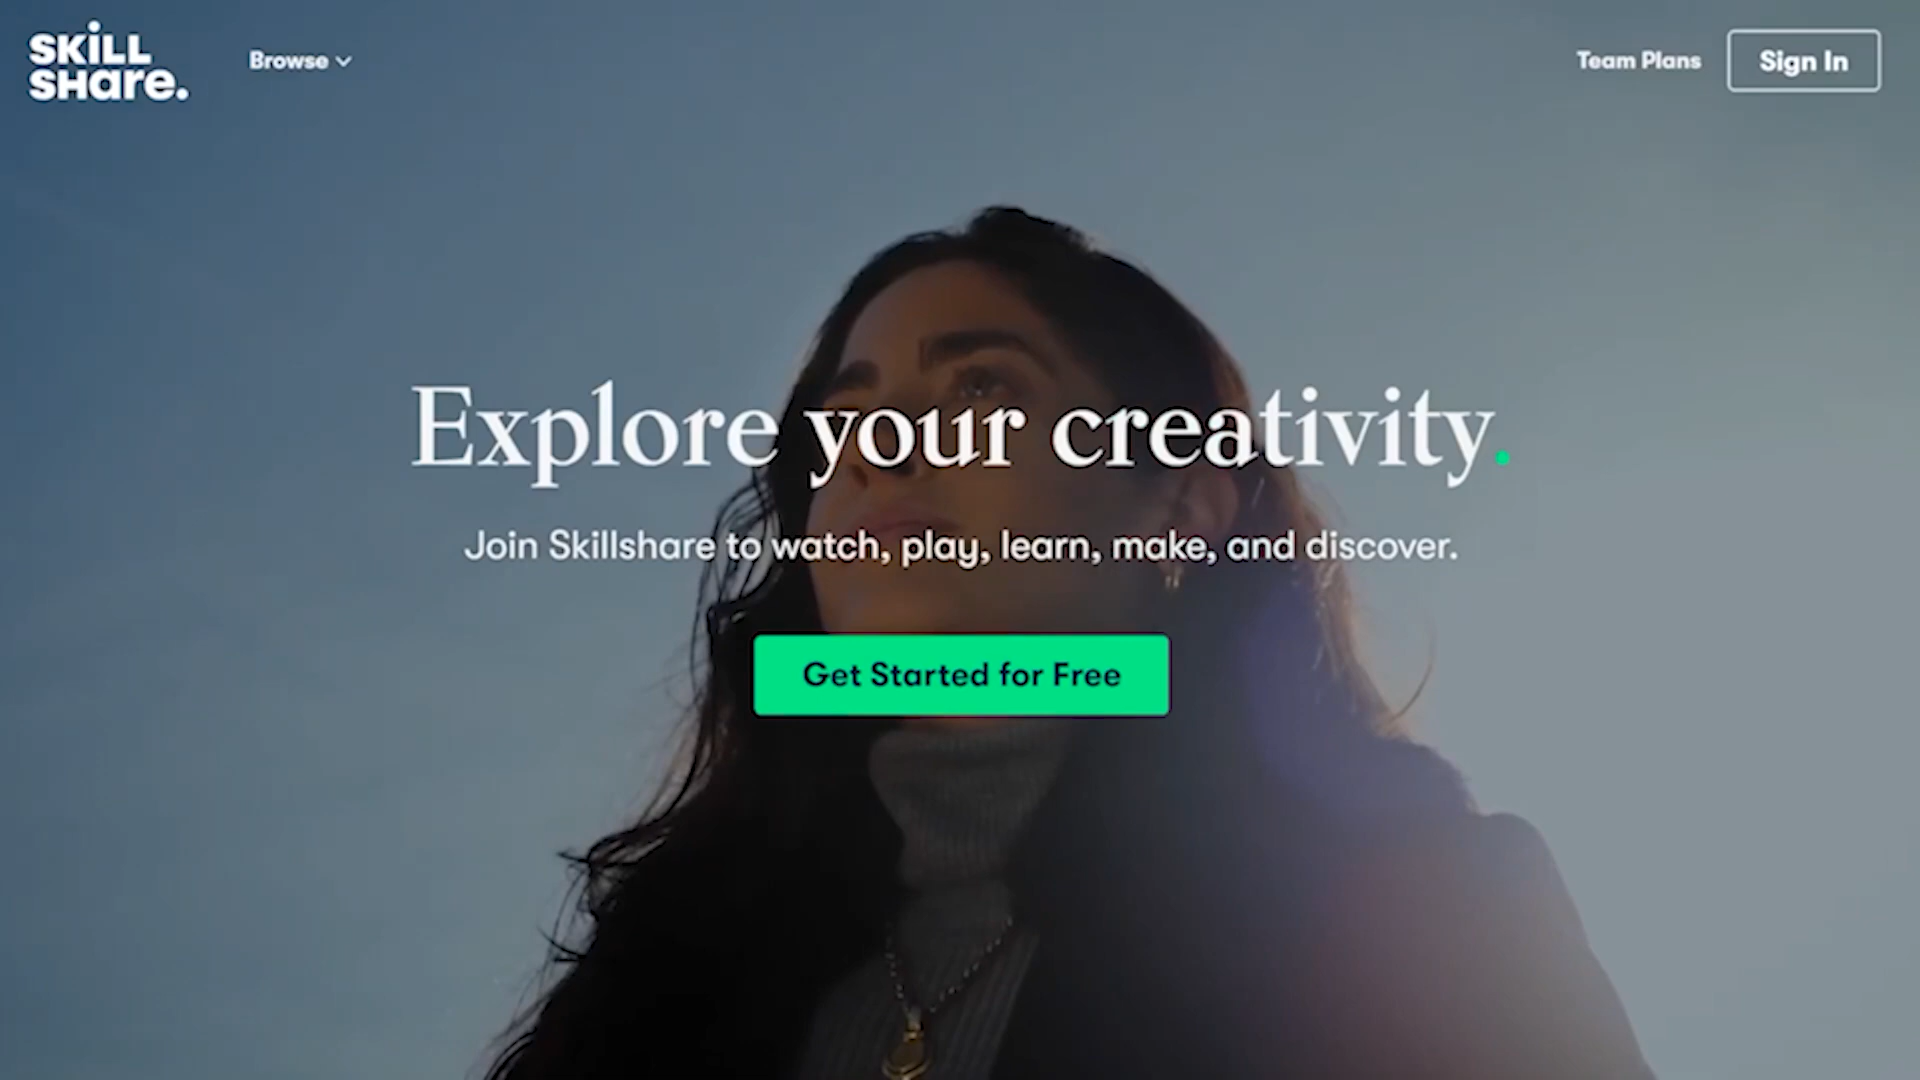 SKiLL
SHare.
Browse
Team Plans
Sign In
Explore your creativity.
Join Skillshare to watch, play, learn, make, and discover.
Get Started for Free